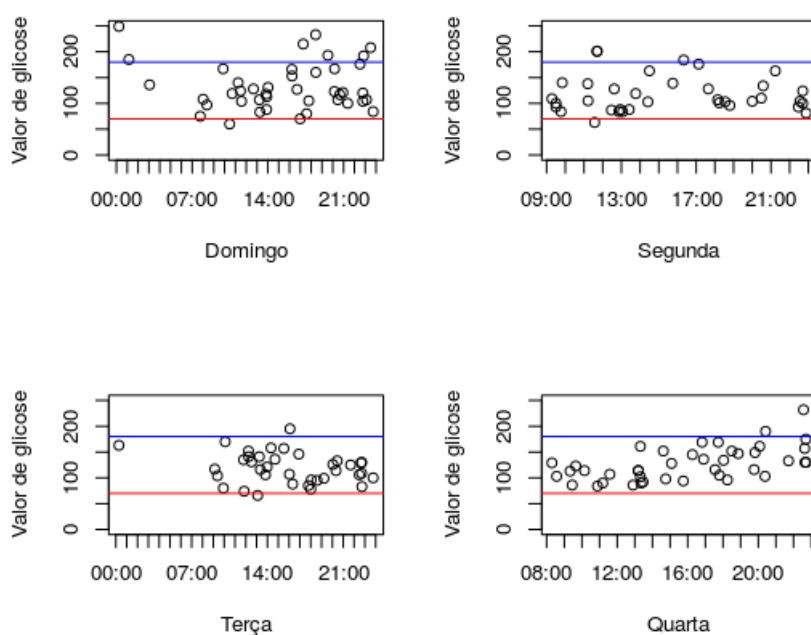 Valor de glicose
0 100 200
00:00 07:00 14:00 21:00
Domingo
Valor de glicose
0 100 200
09:00 13:00 17:00 21:00
Segunda
Valor de glicose
0 100 200
00:00 07:00 14:00 21:00
Terça
Valor de glicose
0 100 200
08:00 12:00 16:00 20:00
Quarta